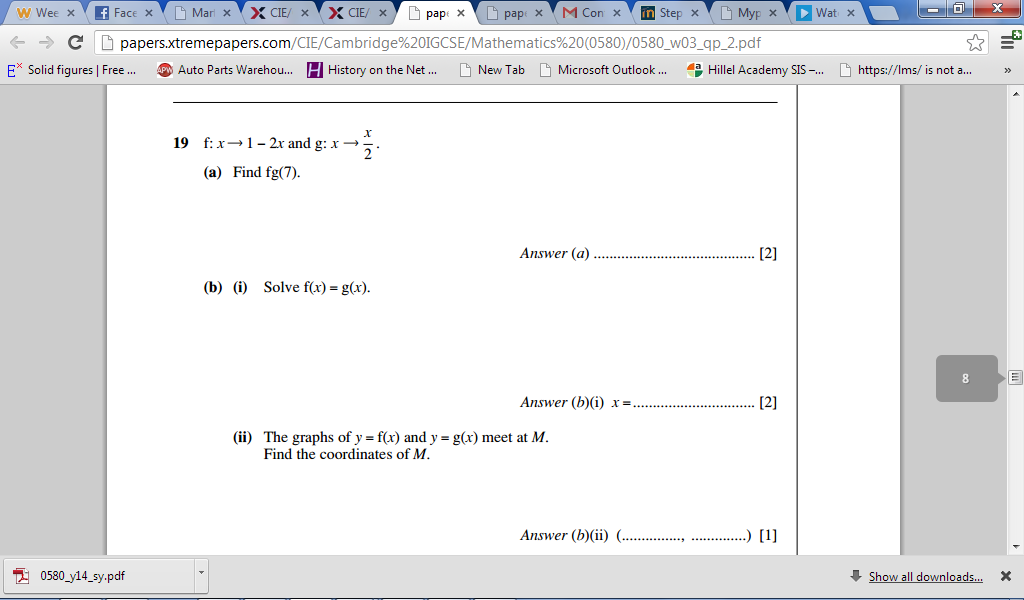 Wee
Face
Marl
CIE/
CIE/
pape
pape
Con
Step
Myp
Wat
papers.xtremepapers.com/CIE/Cambridge%20IGCSE/Mathematics%20(0580)/0580_w03_qp_2.pdf
Solid figures | Free ...
Auto Parts Warehou...
History on the Net ...
New Tab
Microsoft Outlook ...
Hillel Academy SIS –...
https://lms/ is not a...
»
19 f: x → 1 – 2x and g: x → x/2.
(a) Find fg(7).
Answer (a) ......................................... [2]
(b) (i) Solve f(x) = g(x).
Answer (b)(i) x = ............................... [2]
8
(ii) The graphs of y = f(x) and y = g(x) meet at M.
Find the coordinates of M.
Answer (b)(ii) (..............., ..............) [1]
0580_y14_sy.pdf
Show all downloads...